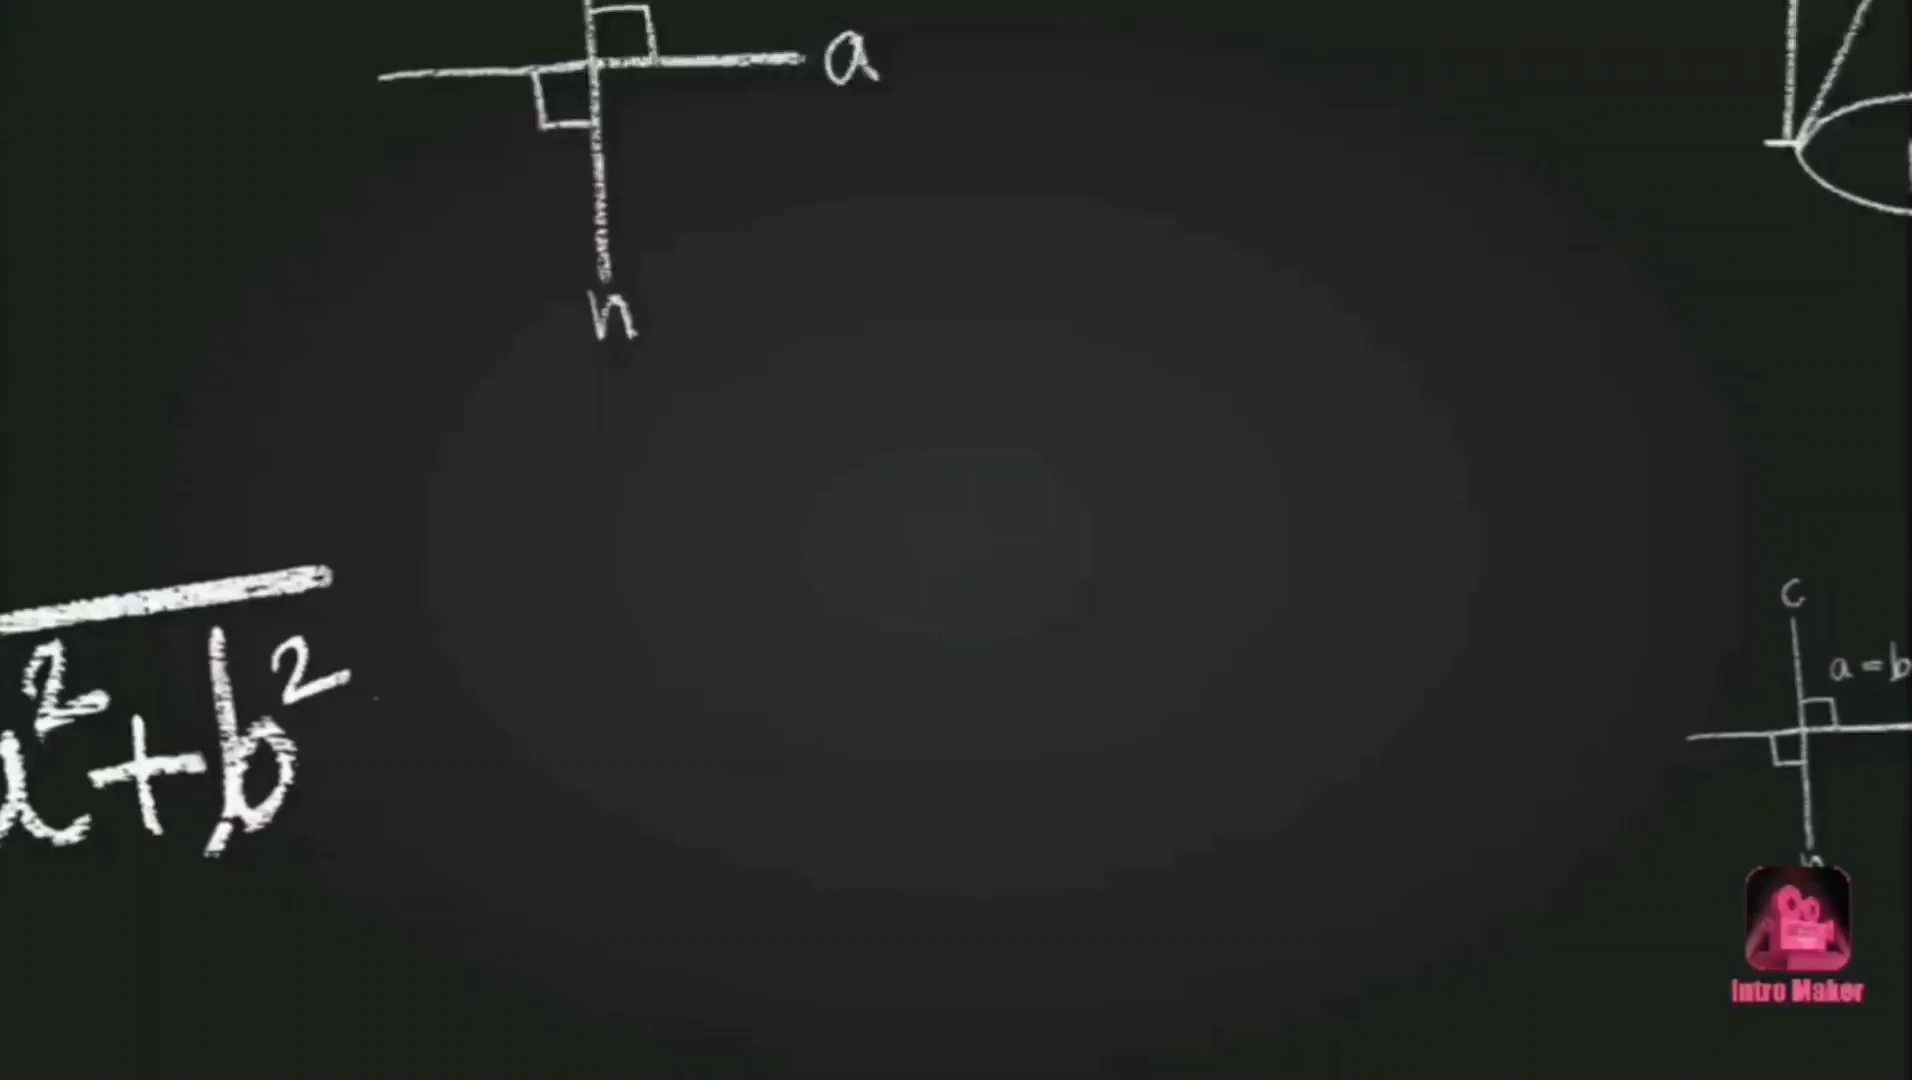 a
n
a²+b²
c
a=b
n
Intro Maker